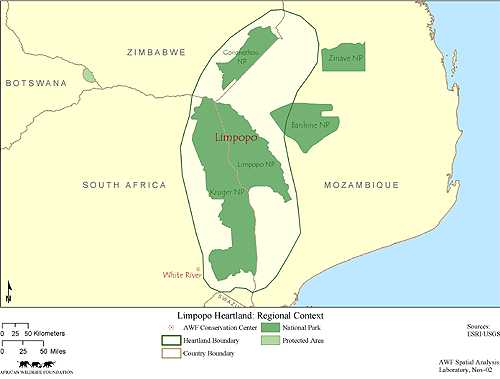 ZIMBABWE
Gonarezhou
NP
Zinave NP
BOTSWANA
Banhine NP
Limpopo
Limpopo NP
SOUTH AFRICA
Kruger NP
MOZAMBIQUE
White River
SWAZI
N
Limpopo Heartland: Regional Context
0 25 50 Kilometers
AWF Conservation Center
National Park
Heartland Boundary
Protected Area
Country Boundary
0 25 50 Miles
AFRICAN WILDLIFE FOUNDATION
Sources:
ESRI/USGS
AWF Spatial Analysis
Laboratory, Nov-02